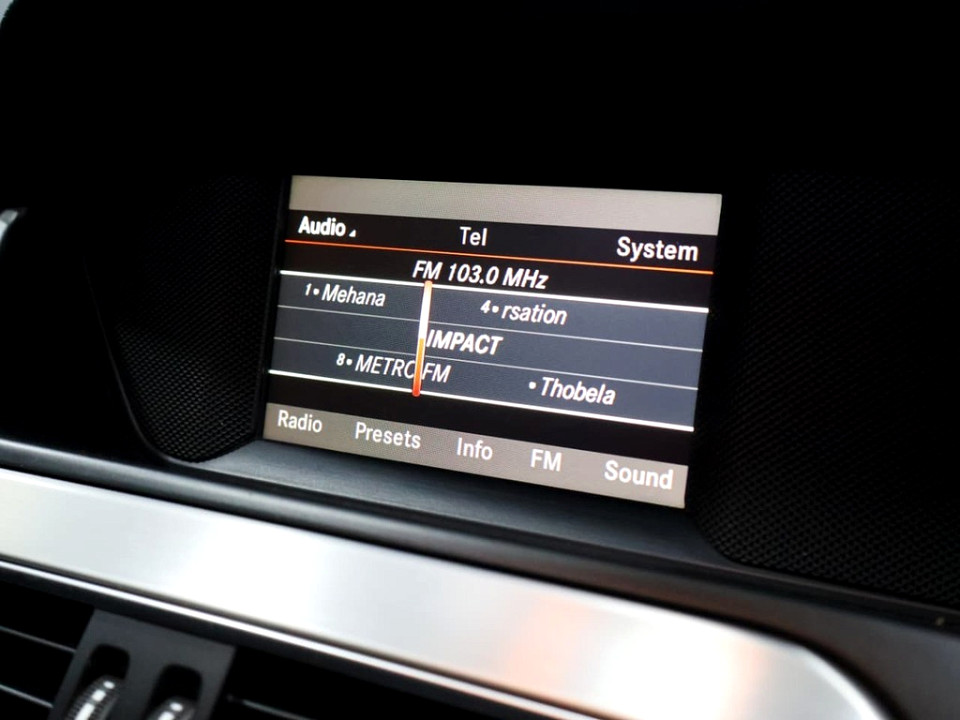 Audio Tel System
FM 103.0 MHz
1• Mehana 4• rsation
IMPACT
8• METRO FM • Thobela
Radio Presets Info FM Sound